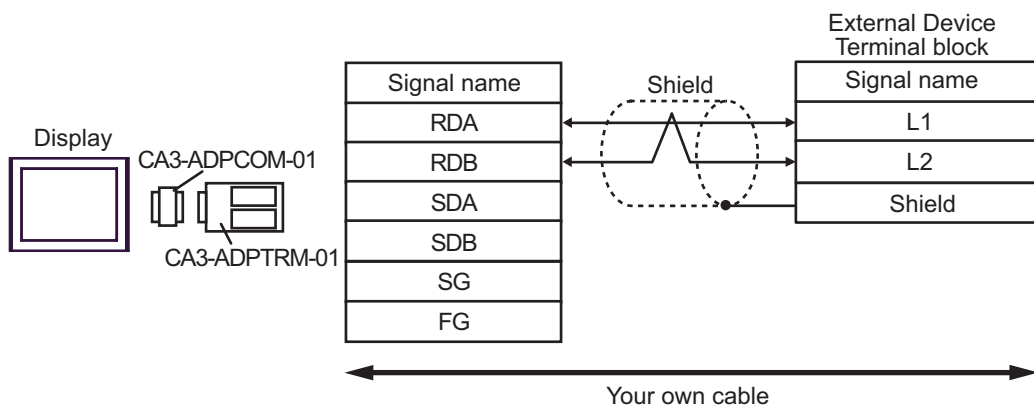 External Device
Terminal block
Signal name
Shield
Signal name
RDA
L1
Display
CA3-ADPCOM-01
RDB
L2
SDA
Shield
SDB
CA3-ADPTRM-01
SG
FG
Your own cable